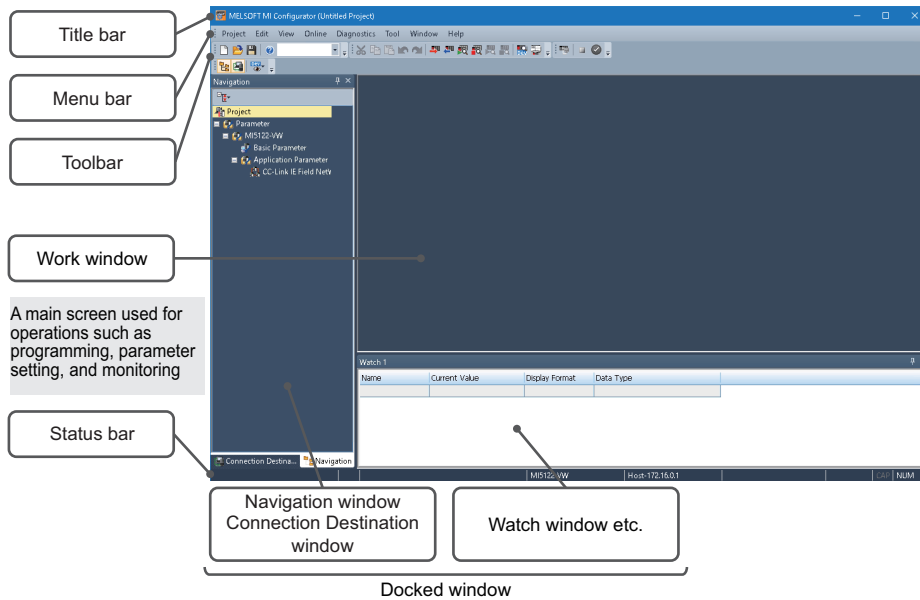 MELSOFT MI Configurator (Untitled Project)
Title bar
Project Edit View Online Diagnostics Tool Window Help
Menu bar
Toolbar
Navigation
Project
Parameter
MI5122-VW
Basic Parameter
Application Parameter
CC-Link IE Field Netw
Work window
A main screen used for
operations such as
programming, parameter
setting, and monitoring
Watch 1
Name Current Value Display Format Data Type
Status bar
Connection Destina... Navigation
MI5122-VW Host-172.16.0.1 CAP NUM
Navigation window
Connection Destination
window
Watch window etc.
Docked window